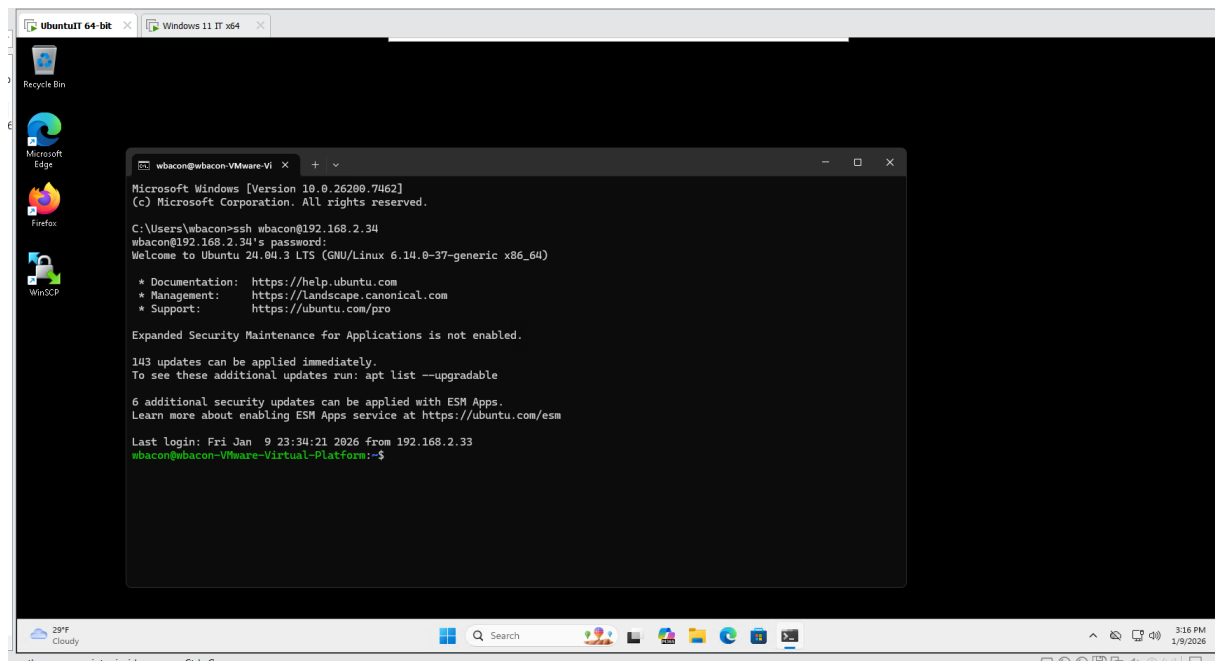 UbuntuIT 64-bit
Windows 11 IT x64
Recycle Bin
Microsoft
Edge
Firefox
WinSCP
wbacon@wbacon-VMware-Vi
Microsoft Windows [Version 10.0.26200.7462]
(c) Microsoft Corporation. All rights reserved.
C:\Users\wbacon>ssh wbacon@192.168.2.34
wbacon@192.168.2.34's password:
Welcome to Ubuntu 24.04.3 LTS (GNU/Linux 6.14.0-37-generic x86_64)
* Documentation: https://help.ubuntu.com
* Management: https://landscape.canonical.com
* Support: https://ubuntu.com/pro
Expanded Security Maintenance for Applications is not enabled.
143 updates can be applied immediately.
To see these additional updates run: apt list --upgradable
6 additional security updates can be applied with ESM Apps.
Learn more about enabling ESM Apps service at https://ubuntu.com/esm
Last login: Fri Jan  9 23:34:21 2026 from 192.168.2.33
wbacon@wbacon-VMware-Virtual-Platform:~$
29°F
Cloudy
Search
3:16 PM
1/9/2026